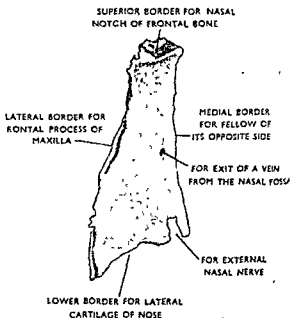 SUPERIOR BORDER FOR NASAL
NOTCH OF FRONTAL BONE
LATERAL BORDER FOR
RONTAL PROCESS OF
MAXILLA
MEDIAL BORDER
FOR FELLOW OF
ITS OPPOSITE SIDE
FOR EXIT OF A VEIN
FROM THE NASAL FOSS
FOR EXTERNAL
NASAL NERVE
LOWER BORDER FOR LATERAL
CARTILAGE OF NOSE